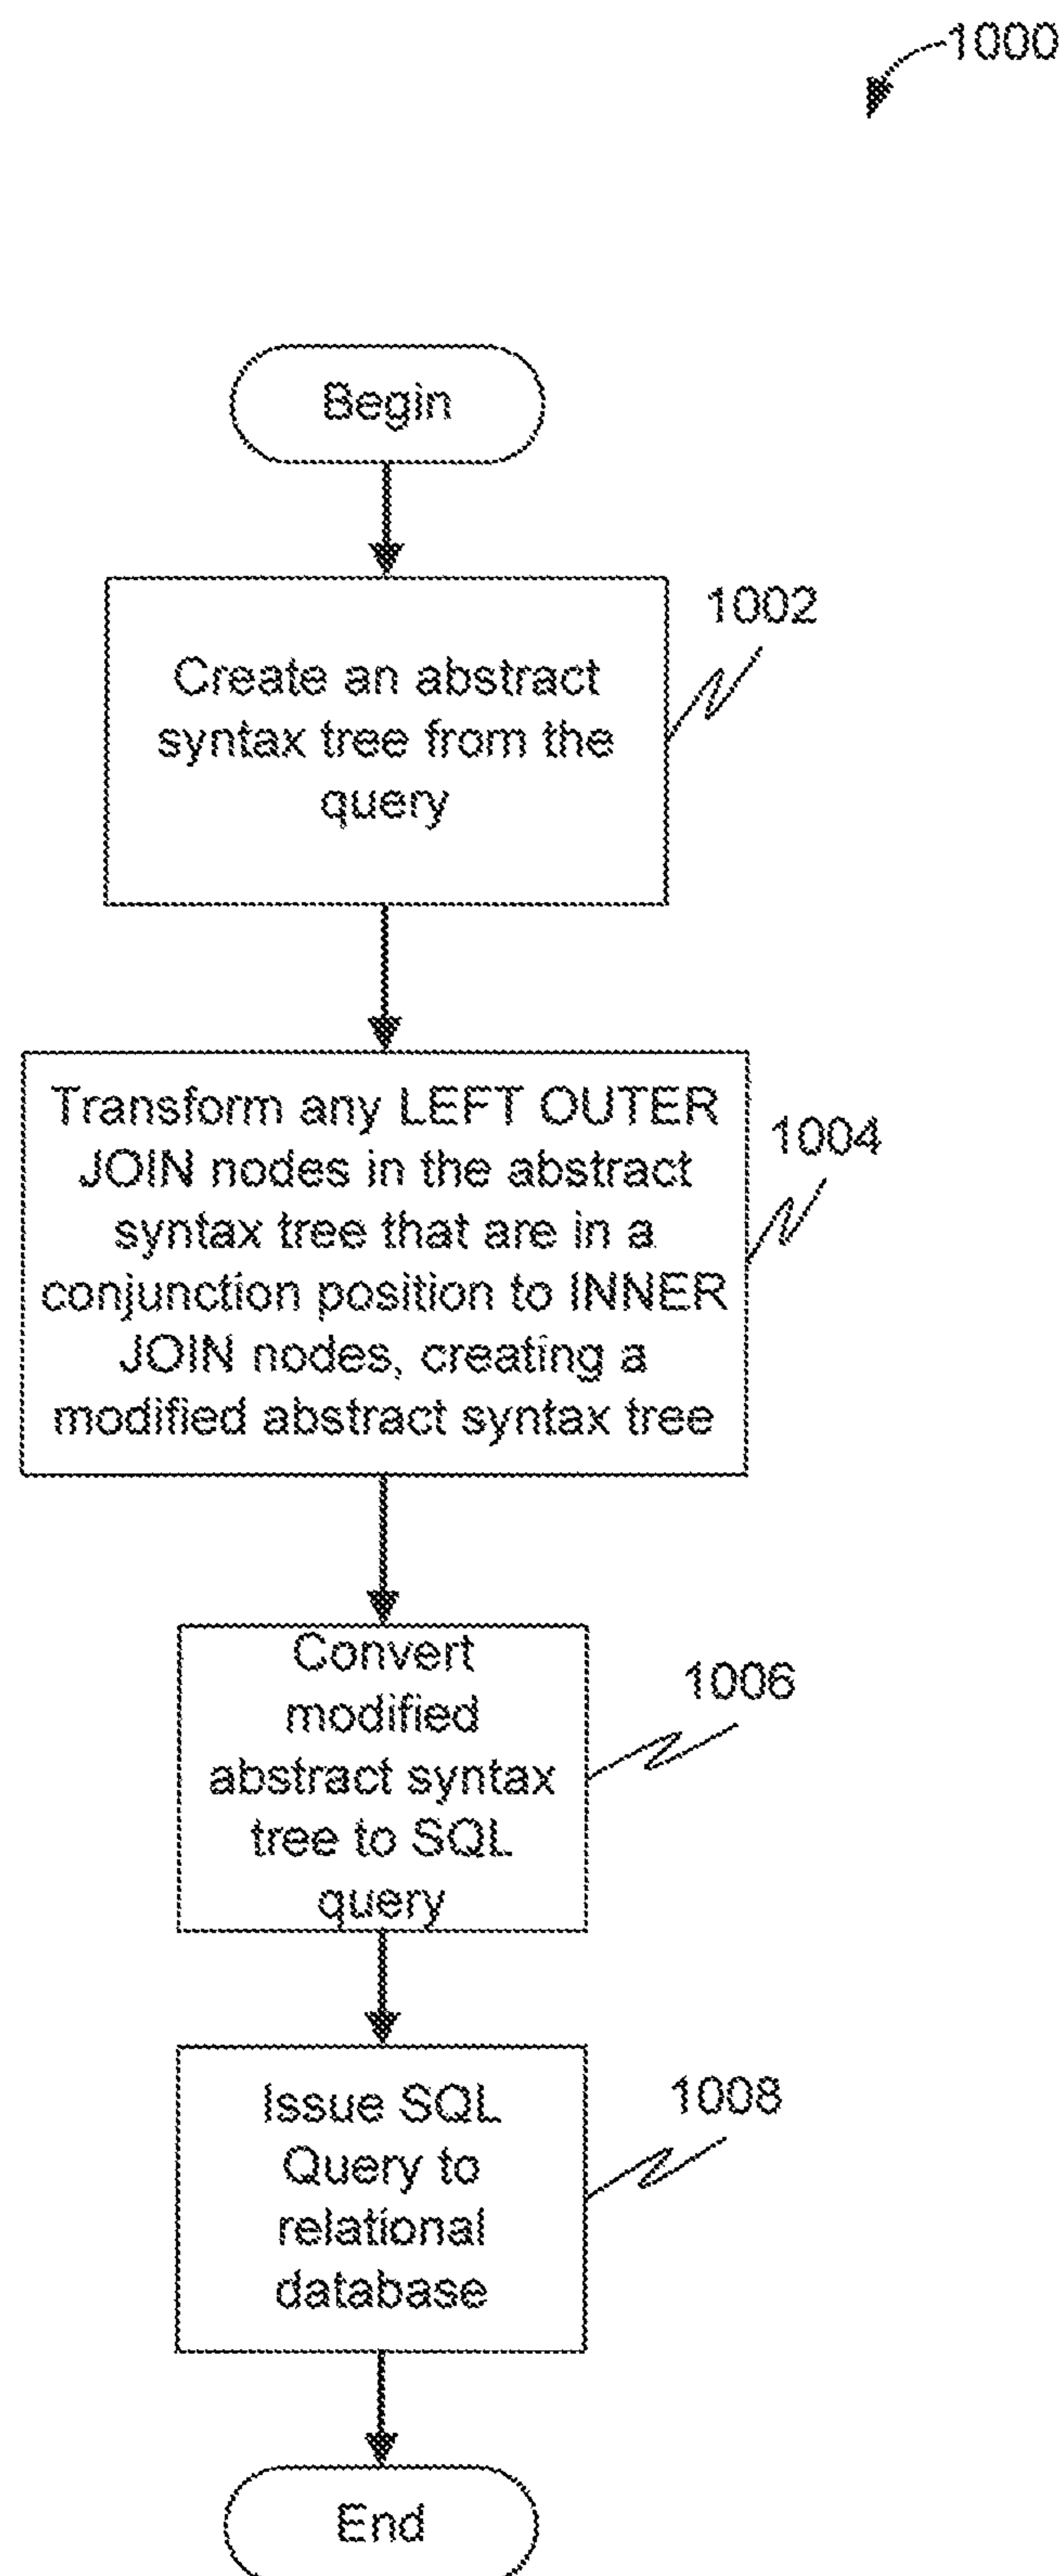 1000
Begin
1002
Create an abstract
syntax tree from the
query
Transform any LEFT OUTER
JOIN nodes in the abstract
syntax tree that are in a
conjunction position to INNER
JOIN nodes, creating a
modified abstract syntax tree
1004
Convert
modified
abstract syntax
tree to SQL
query
1006
Issue SQL
Query to
relational
database
1008
End